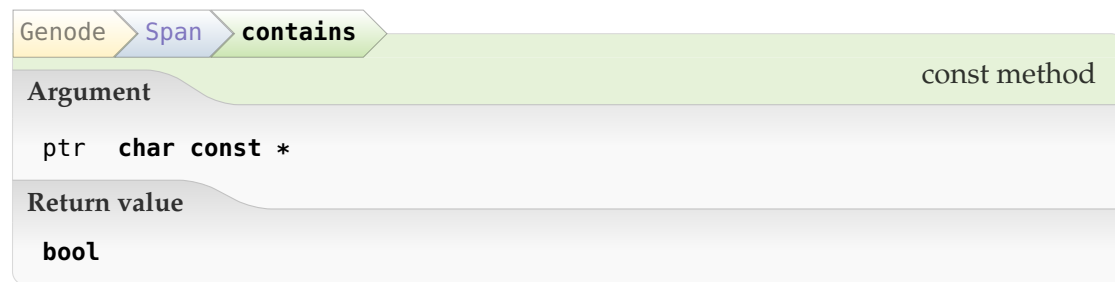 Genode Span contains
const method
Argument
ptr char const *
Return value
bool